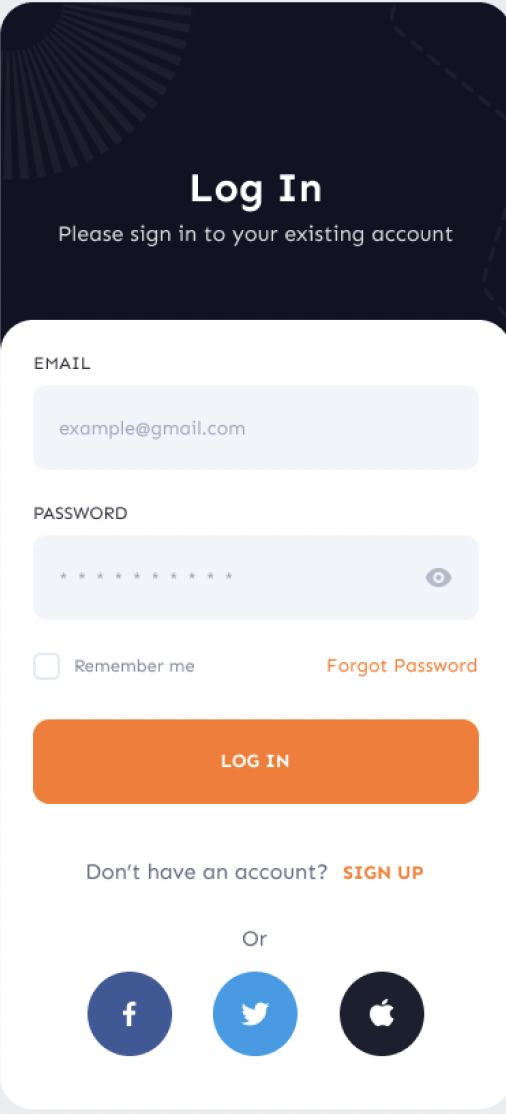 Log In
Please sign in to your existing account
EMAIL
example@gmail.com
PASSWORD
* * * * * * * * * *
Remember me
Forgot Password
LOG IN
Don't have an account? SIGN UP
Or